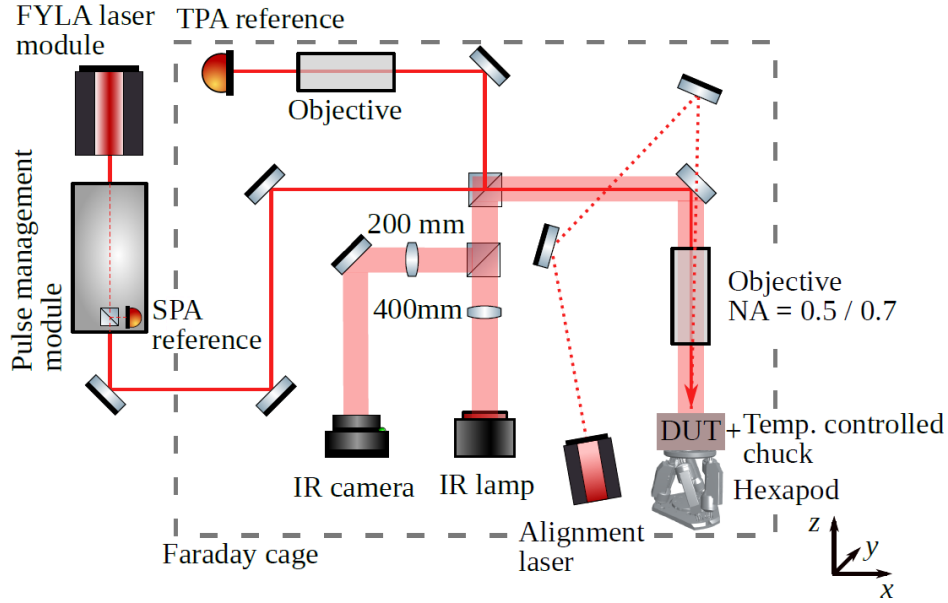 FYLA laser
module
TPA reference
Objective
Pulse management
module
SPA
reference
200 mm
400mm
Objective
NA = 0.5 / 0.7
DUT
+
Temp. controlled
chuck
Hexapod
IR camera
IR lamp
Alignment
laser
Faraday cage
z
y
x